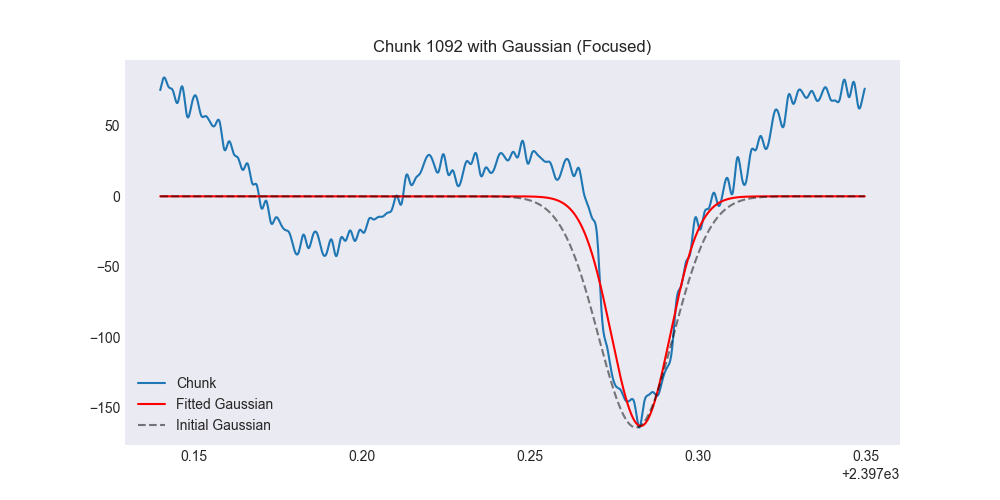 Chunk 1092 with Gaussian (Focused)
50
0
−50
−100
−150
Chunk
Fitted Gaussian
Initial Gaussian
0.15 0.20 0.25 0.30 0.35
+2.397e3